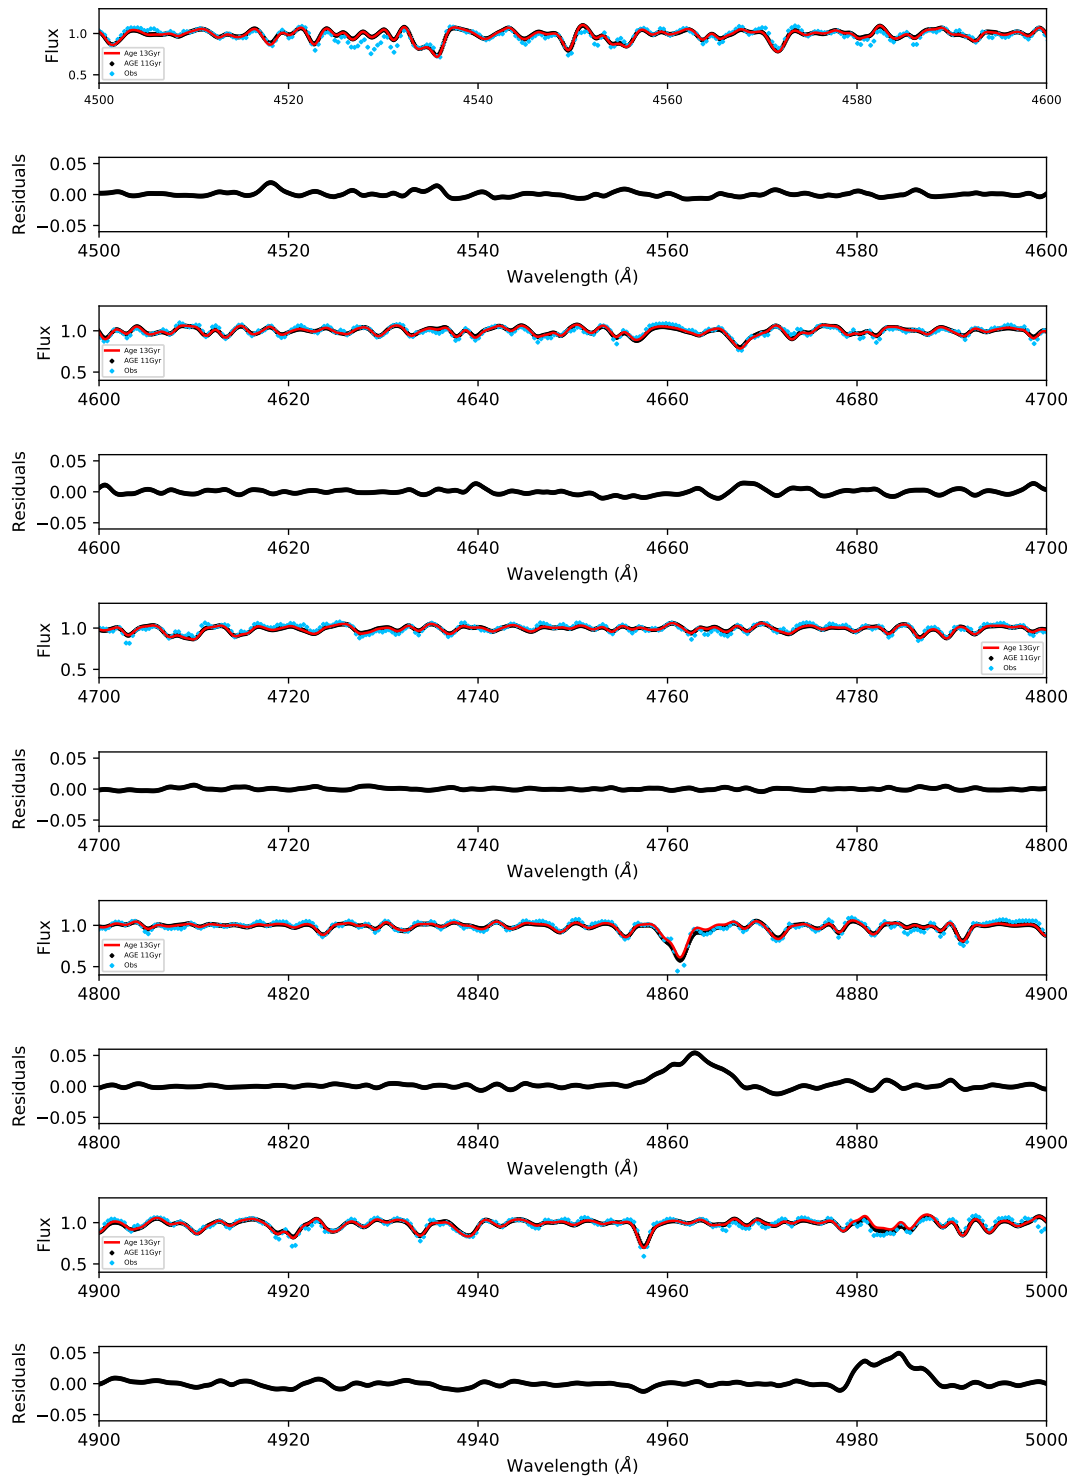 Flux
1.0
0.5
Age 13Gyr
AGE 11Gyr
Obs
4500 4520 4540 4560 4580 4600
Residuals
0.05
0.00
−0.05
4500 4520 4540 4560 4580 4600
Wavelength (Å)
Flux
1.0
0.5
Age 13Gyr
AGE 11Gyr
Obs
4600 4620 4640 4660 4680 4700
Residuals
0.05
0.00
−0.05
4600 4620 4640 4660 4680 4700
Wavelength (Å)
Flux
1.0
0.5
Age 13Gyr
AGE 11Gyr
Obs
4700 4720 4740 4760 4780 4800
Residuals
0.05
0.00
−0.05
4700 4720 4740 4760 4780 4800
Wavelength (Å)
Flux
1.0
0.5
Age 13Gyr
AGE 11Gyr
Obs
4800 4820 4840 4860 4880 4900
Residuals
0.05
0.00
−0.05
4800 4820 4840 4860 4880 4900
Wavelength (Å)
Flux
1.0
0.5
Age 13Gyr
AGE 11Gyr
Obs
4900 4920 4940 4960 4980 5000
Residuals
0.05
0.00
−0.05
4900 4920 4940 4960 4980 5000
Wavelength (Å)